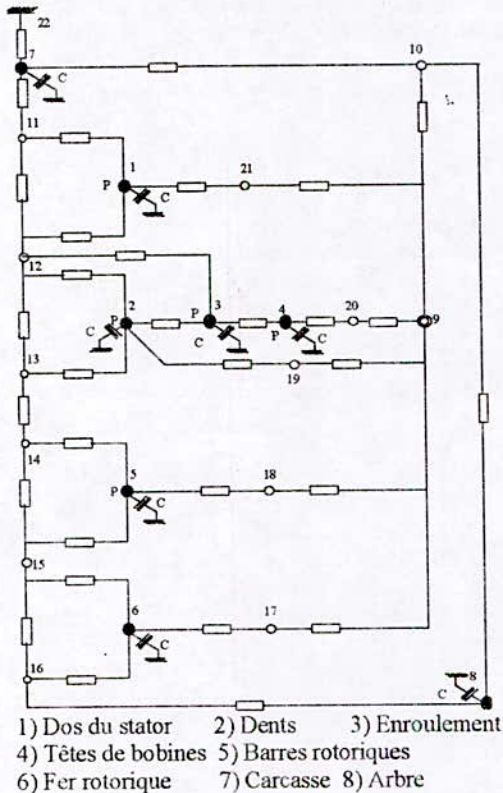 22
7
C
10
11
1
P
C
21
12
2
P
C
P
3
C
4
P
C
20
9
19
13
14
5
P
C
18
15
6
C
17
16
8
C
1) Dos du stator 2) Dents 3) Enroulement
4) Têtes de bobines 5) Barres rotoriques
6) Fer rotorique 7) Carcasse 8) Arbre